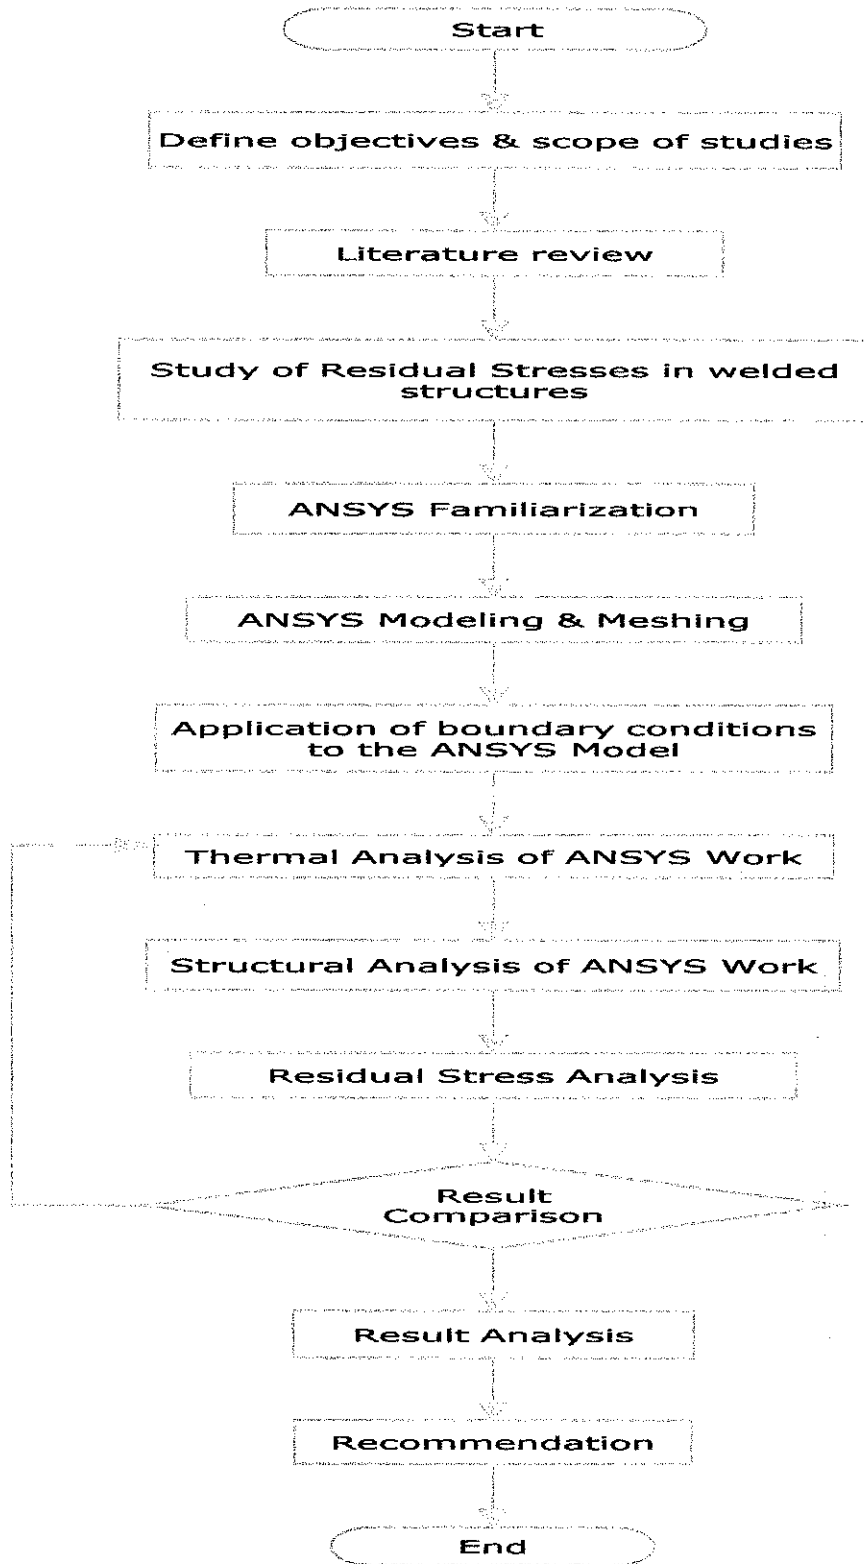 Start
Define objectives & scope of studies
Literature review
Study of Residual Stresses in welded
structures
ANSYS Familiarization
ANSYS Modeling & Meshing
Application of boundary conditions
to the ANSYS Model
Thermal Analysis of ANSYS Work
Structural Analysis of ANSYS Work
Residual Stress Analysis
Result
Comparison
Result Analysis
Recommendation
End